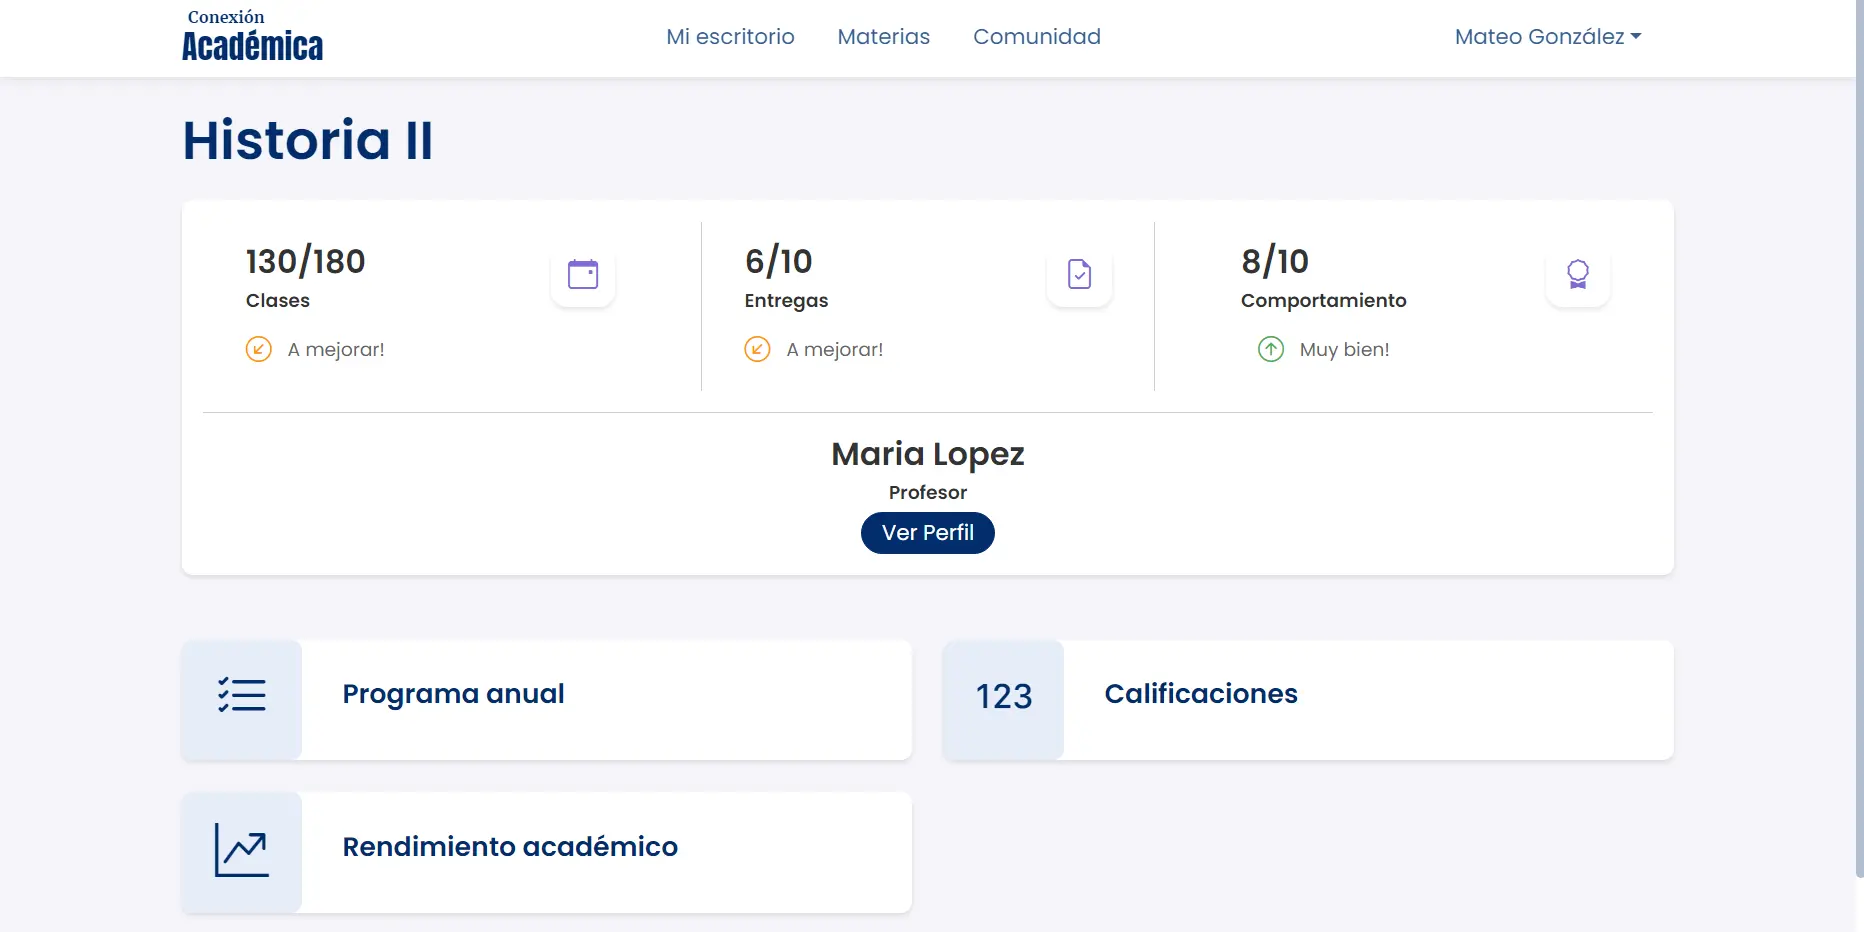 Conexión
Académica
Mi escritorio
Materias
Comunidad
Mateo González
Historia II
130/180
Clases
A mejorar!
6/10
Entregas
A mejorar!
8/10
Comportamiento
Muy bien!
Maria Lopez
Profesor
Ver Perfil
Programa anual
123
Calificaciones
Rendimiento académico